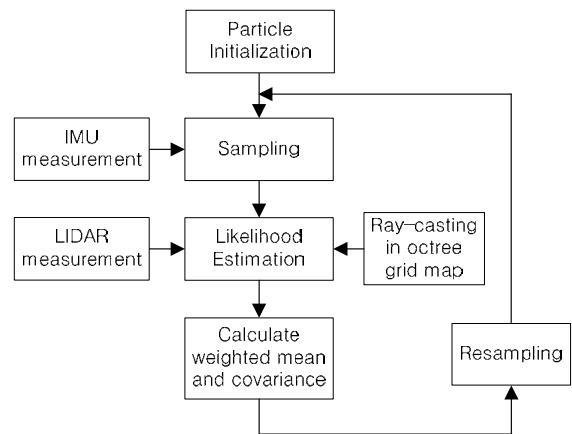 Particle
Initialization
IMU
measurement
Sampling
LIDAR
measurement
Likelihood
Estimation
Ray-casting
in octree
grid map
Calculate
weighted mean
and covariance
Resampling